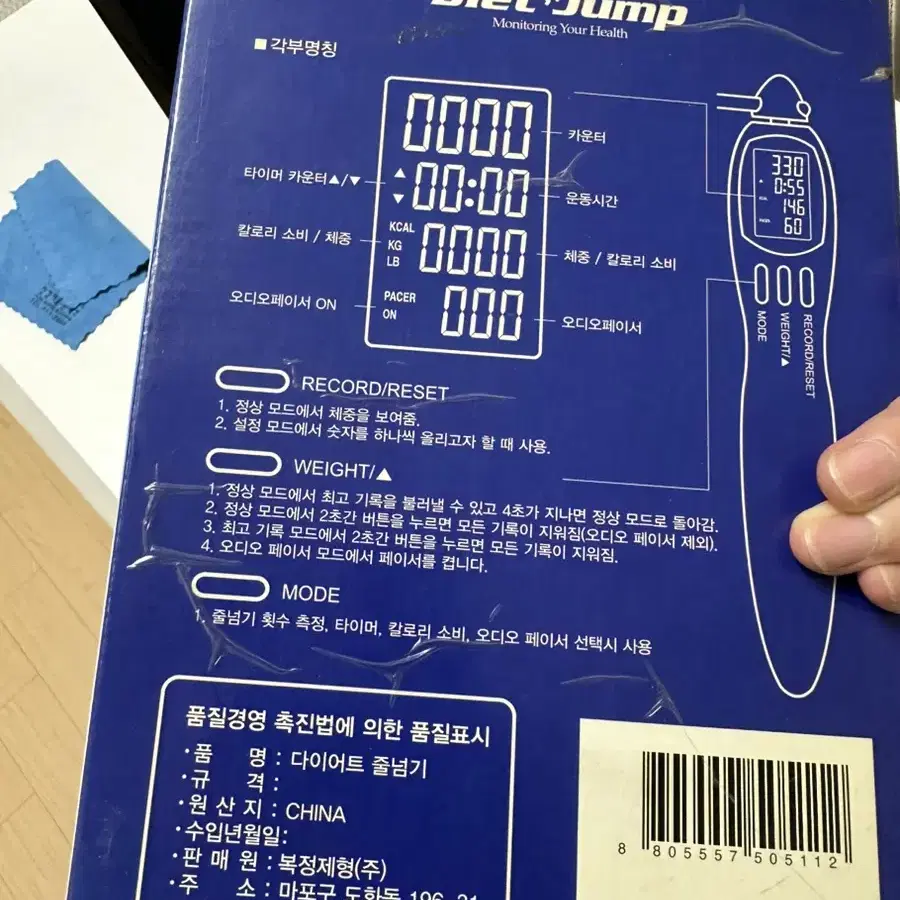 Diet Jump
Monitoring Your Health
■ 각부명칭
0000
카운터
타이머 카운터▲/▼
▲
▼
00:00
운동시간
칼로리 소비 / 체중
KCAL
KG
LB
0000
체중 / 칼로리 소비
오디오페이서 ON
PACER
ON
000
오디오페이서
330
0:55
146
60
MODE
WEIGHT/▲
RECORD/RESET
RECORD/RESET
1. 정상 모드에서 체중을 보여줌.
2. 설정 모드에서 숫자를 하나씩 올리고자 할 때 사용.
WEIGHT/▲
1. 정상 모드에서 최고 기록을 불러낼 수 있고 4초가 지나면 정상 모드로 돌아감.
2. 정상 모드에서 2초간 버튼을 누르면 모든 기록이 지워짐(오디오 페이서 제외).
3. 최고 기록 모드에서 2초간 버튼을 누르면 모든 기록이 지워짐.
4. 오디오 페이서 모드에서 페이서를 켭니다.
MODE
1. 줄넘기 횟수 측정, 타이머, 칼로리 소비, 오디오 페이서 선택시 사용
품질경영 촉진법에 의한 품질표시
·품 명 : 다이어트 줄넘기
·규 격 :
·원 산 지 : CHINA
·수입년월일:
·판 매 원 : 복정제형(주)
·주 소 : 마포구 도화동 196-21
8 805557 505112